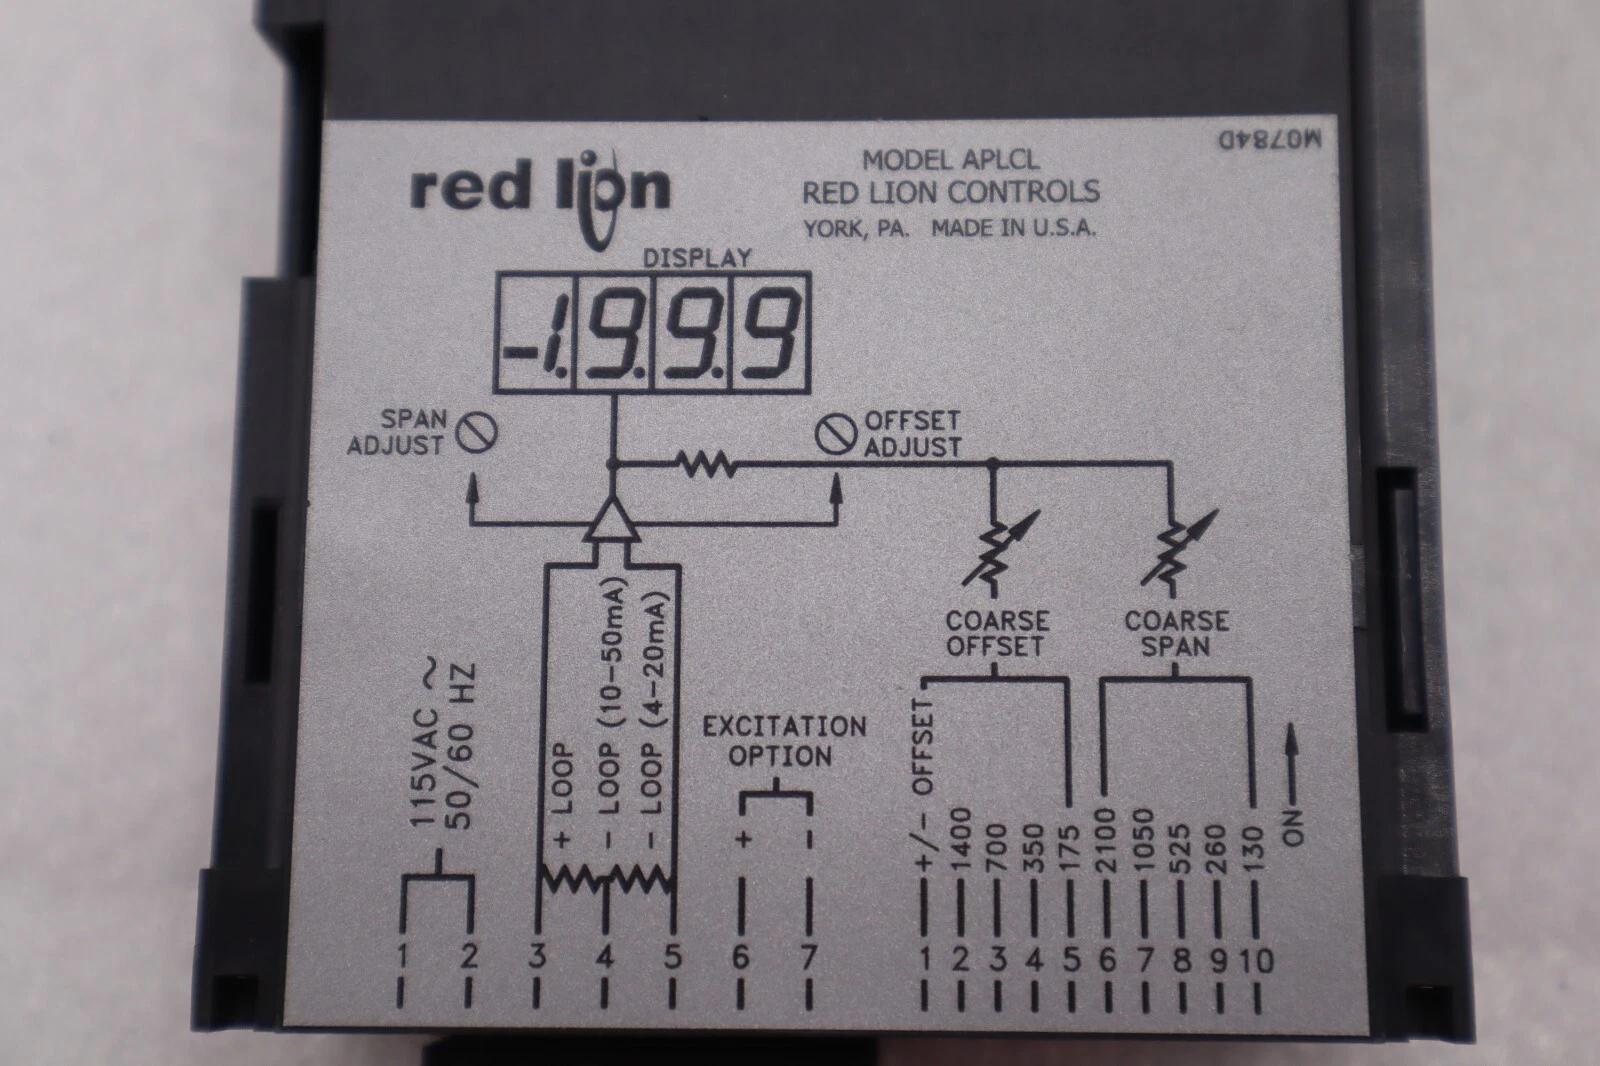 M0784D
red lion
MODEL APLCL
RED LION CONTROLS
YORK, PA. MADE IN U.S.A.
DISPLAY
-1.9.9.9
SPAN
ADJUST
OFFSET
ADJUST
COARSE
OFFSET
COARSE
SPAN
115VAC ~
50/60 HZ
+ LOOP
- LOOP (10-50mA)
- LOOP (4-20mA)
EXCITATION
OPTION
+ -
+/- OFFSET
1400
700
350
175
2100
1050
525
260
130
ON
1 2 3 4 5 6 7
1 2 3 4 5 6 7 8 9 10